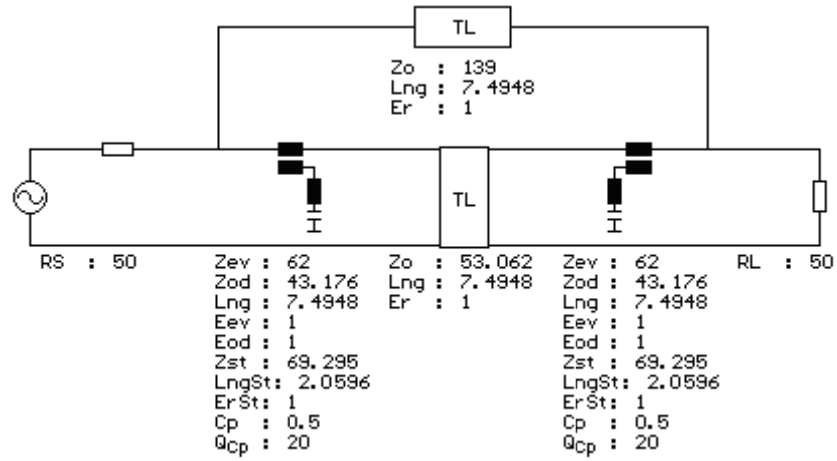 TL
Zo : 139
Lng : 7.4948
Er : 1
TL
RS : 50
Zev : 62
Zod : 43.176
Lng : 7.4948
Eev : 1
Eod : 1
Zst : 69.295
LngSt: 2.0596
ErSt: 1
Cp : 0.5
QCp : 20
Zo : 53.062
Lng : 7.4948
Er : 1
Zev : 62
Zod : 43.176
Lng : 7.4948
Eev : 1
Eod : 1
Zst : 69.295
LngSt: 2.0596
ErSt: 1
Cp : 0.5
QCp : 20
RL : 50